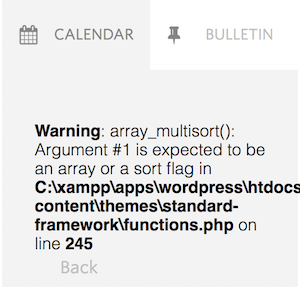 CALENDAR BULLETIN
Warning: array_multisort():
Argument #1 is expected to be
an array or a sort flag in
C:\xampp\apps\wordpress\htdocs
content\themes\standard-
framework\functions.php on
line 245
Back